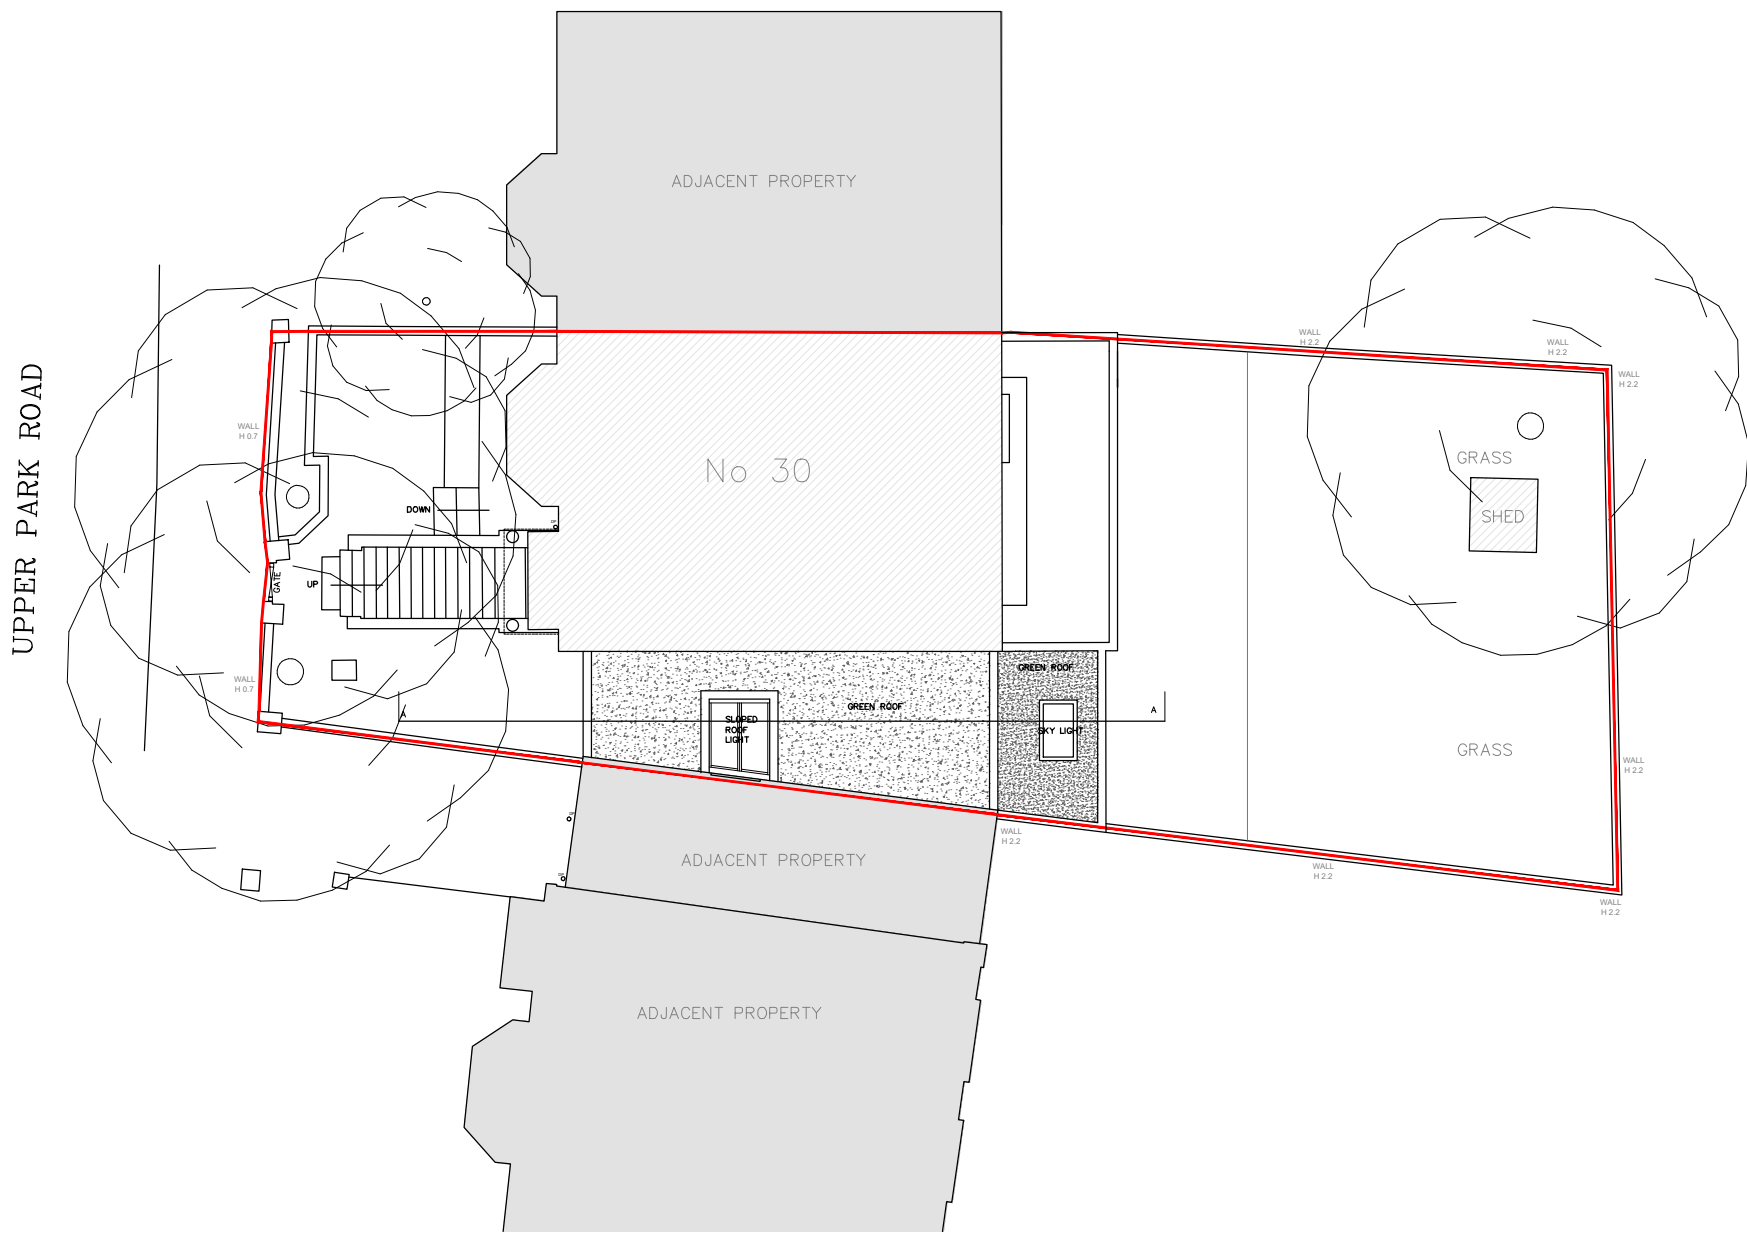 ADJACENT PROPERTY
UPPER PARK ROAD
WALL
H 2.2
WALL
H 2.2
WALL
H 2.2
WALL
H 0.7
No 30
GRASS
DOWN
SHED
GATE
UP
WALL
H 0.7
GREEN ROOF
GREEN ROOF
A
A
SLOPED
ROOF
LIGHT
SKY LIGHT
GRASS
WALL
H 2.2
WALL
H 2.2
ADJACENT PROPERTY
WALL
H 2.2
WALL
H 2.2
ADJACENT PROPERTY